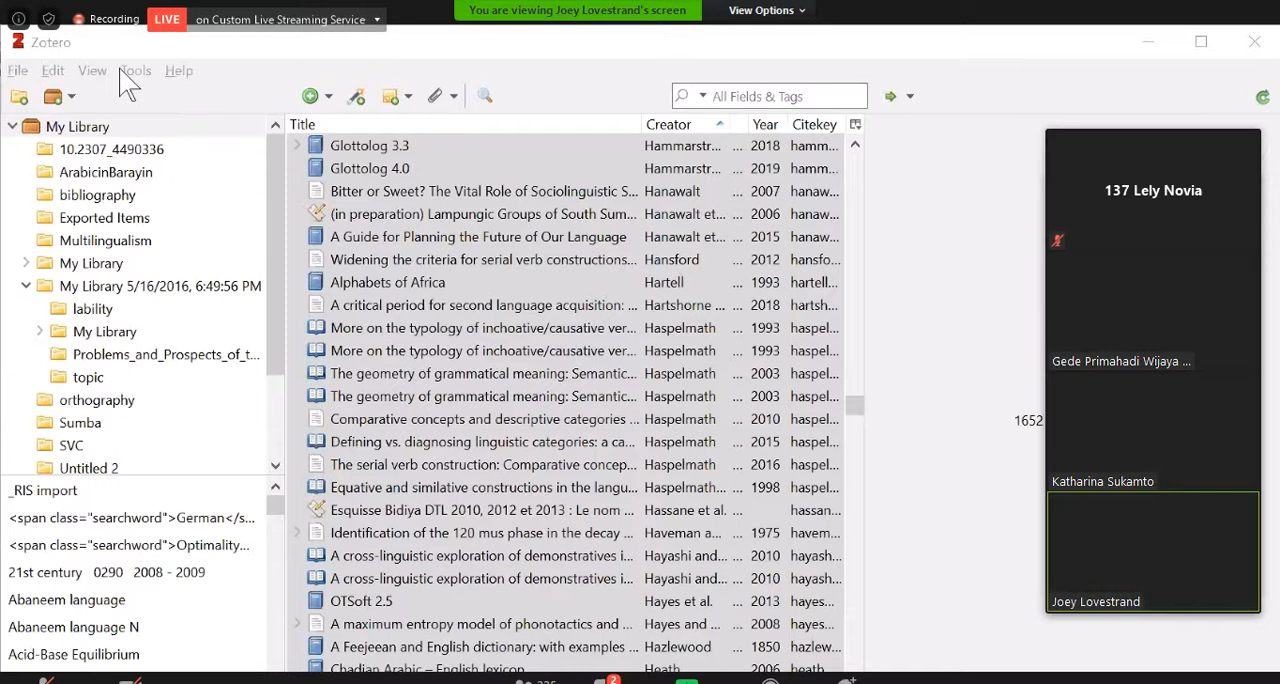 Recording
LIVE
on Custom Live Streaming Service
You are viewing Joey Lovestrand's screen
View Options
Zotero
File Edit View Tools Help
All Fields & Tags
My Library
10.2307_4490336
ArabicinBarayin
bibliography
Exported Items
Multilingualism
My Library
My Library 5/16/2016, 6:49:56 PM
lability
My Library
Problems_and_Prospects_of_t...
topic
orthography
Sumba
SVC
Untitled 2
_RIS import
<span class="searchword">German</s...
<span class="searchword">Optimality...
21st century 0290 2008 - 2009
Abaneem language
Abaneem language N
Acid-Base Equilibrium
Title Creator Year Citekey
Glottolog 3.3 Hammarstr... 2018 hamm...
Glottolog 4.0 Hammarstr... 2019 hamm...
Bitter or Sweet? The Vital Role of Sociolinguistic S... Hanawalt 2007 hanaw...
(in preparation) Lampungic Groups of South Sum... Hanawalt et... 2006 hanaw...
A Guide for Planning the Future of Our Language Hanawalt et... 2015 hanaw...
Widening the criteria for serial verb constructions... Hansford 2012 hansfo...
Alphabets of Africa Hartell 1993 hartell...
A critical period for second language acquisition: ... Hartshorne ... 2018 hartsh...
More on the typology of inchoative/causative ver... Haspelmath 1993 haspel...
More on the typology of inchoative/causative ver... Haspelmath 1993 haspel...
The geometry of grammatical meaning: Semantic... Haspelmath 2003 haspel...
The geometry of grammatical meaning: Semantic... Haspelmath 2003 haspel...
Comparative concepts and descriptive categories ... Haspelmath 2010 haspel...
Defining vs. diagnosing linguistic categories: a ca... Haspelmath 2015 haspel...
The serial verb construction: Comparative concep... Haspelmath 2016 haspel...
Equative and similative constructions in the langu... Haspelmath 1998 haspel...
Esquisse Bidiya DTL 2010, 2012 et 2013 : Le nom ... Hassane et al. ... hassan...
Identification of the 120 mus phase in the decay ... Haveman a... 1975 havem...
A cross-linguistic exploration of demonstratives i... Hayashi and... 2010 hayash...
A cross-linguistic exploration of demonstratives i... Hayashi and... 2010 hayash...
OTSoft 2.5 Hayes et al. ... 2013 hayes...
A maximum entropy model of phonotactics and ... Hayes and ... 2008 hayes...
A Feejeean and English dictionary: with examples ... Hazlewood ... 1850 hazlew...
Chadian Arabic – English lexicon Heath ... 2006 heath...
1652
137 Lely Novia
Gede Primahadi Wijaya ...
Katharina Sukamto
Joey Lovestrand
2